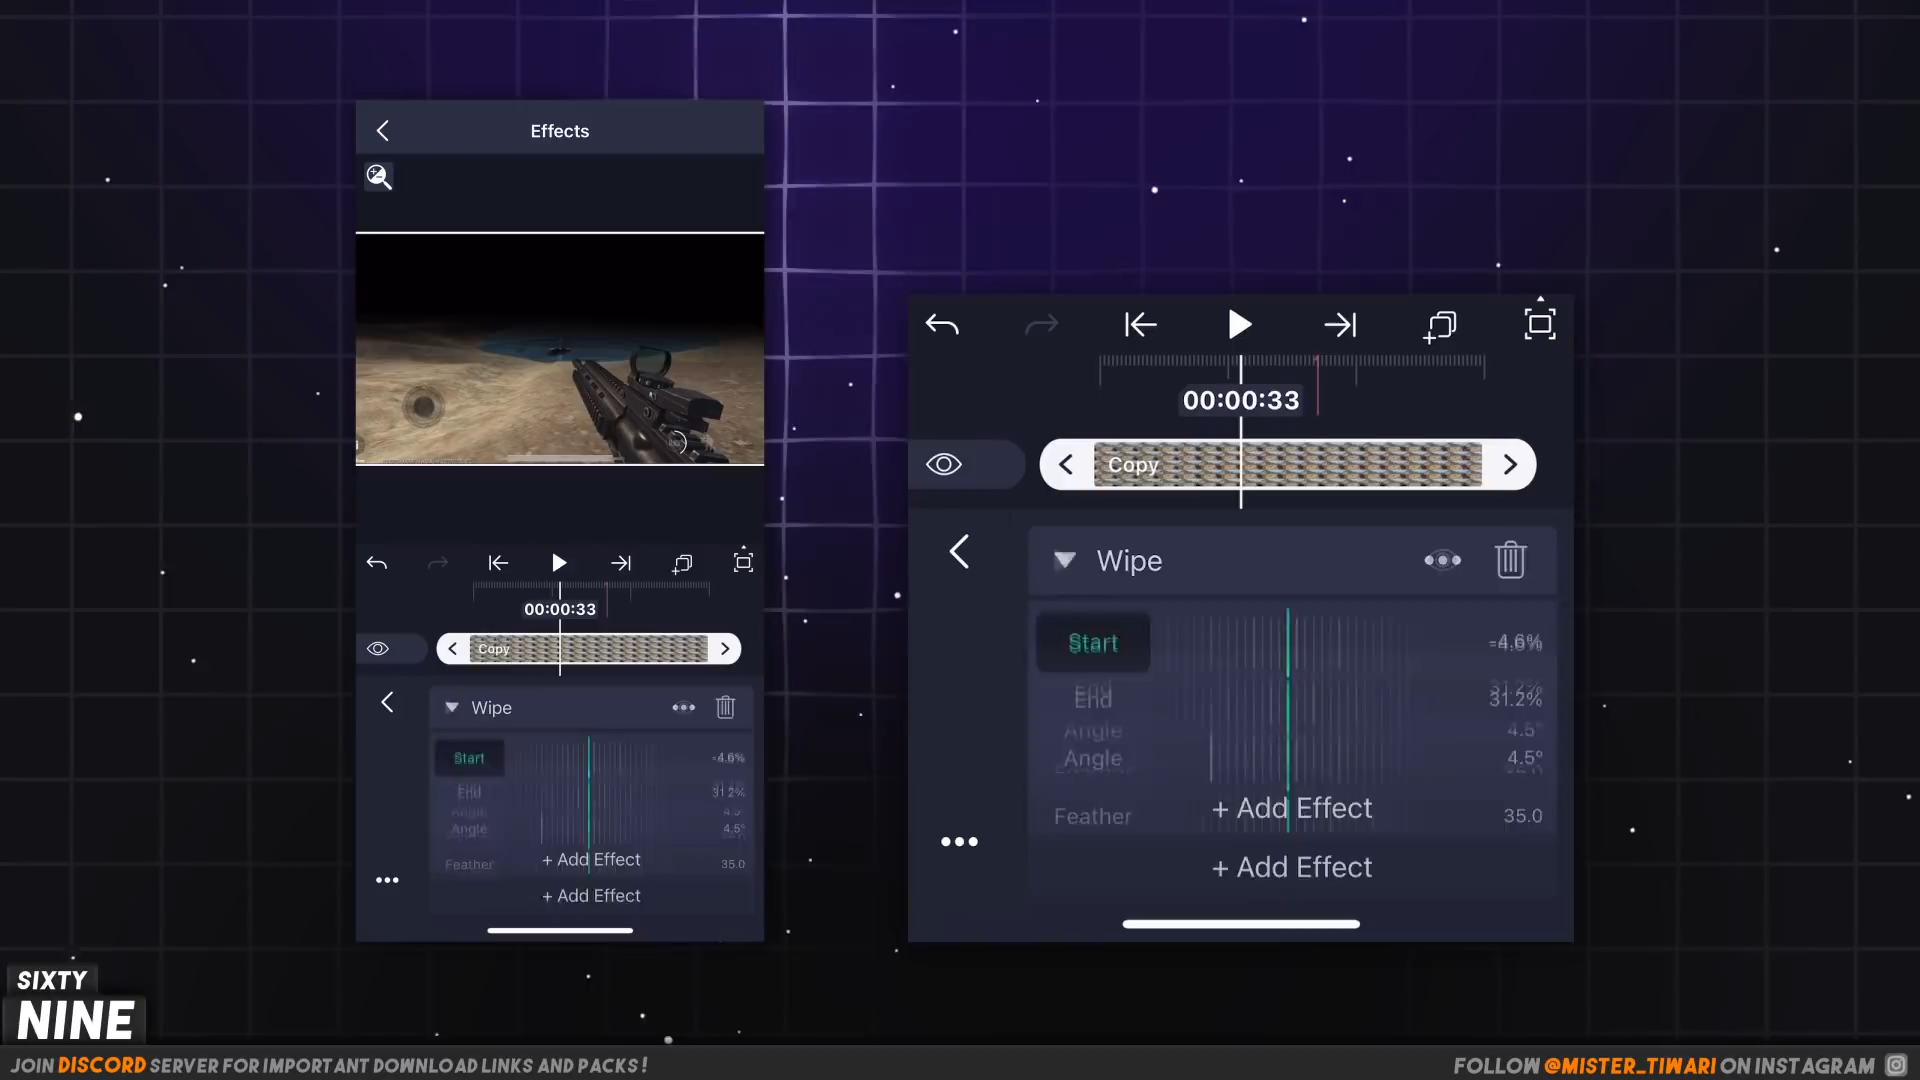 Effects
00:00:33
Copy
Wipe
Start
-4.6%
End
31.2%
Angle
4.5°
Feather
35.0
+ Add Effect
+ Add Effect
00:00:33
Copy
Wipe
Start
-4.6%
End
31.2%
Angle
4.5°
Feather
35.0
+ Add Effect
+ Add Effect
SIXTY
NINE
JOIN DISCORD SERVER FOR IMPORTANT DOWNLOAD LINKS AND PACKS!
FOLLOW @MISTER_TIWARI ON INSTAGRAM